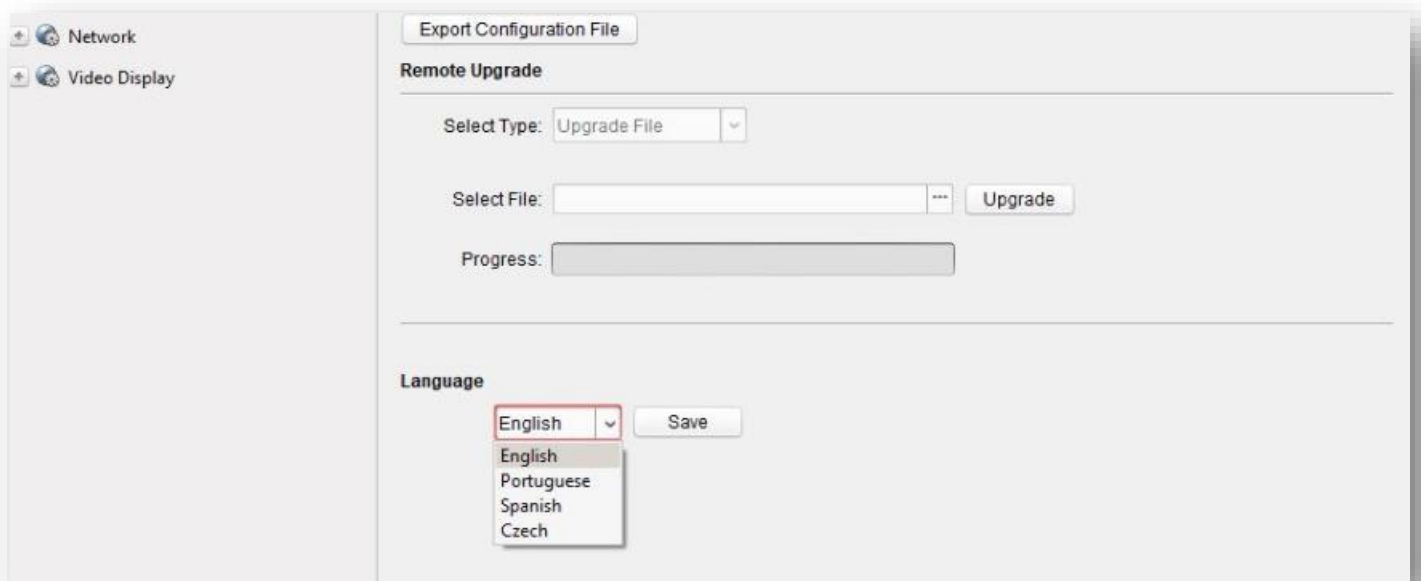 Network
Video Display
Export Configuration File
Remote Upgrade
Select Type: Upgrade File
Select File: ... Upgrade
Progress:
Language
English Save
English
Portuguese
Spanish
Czech